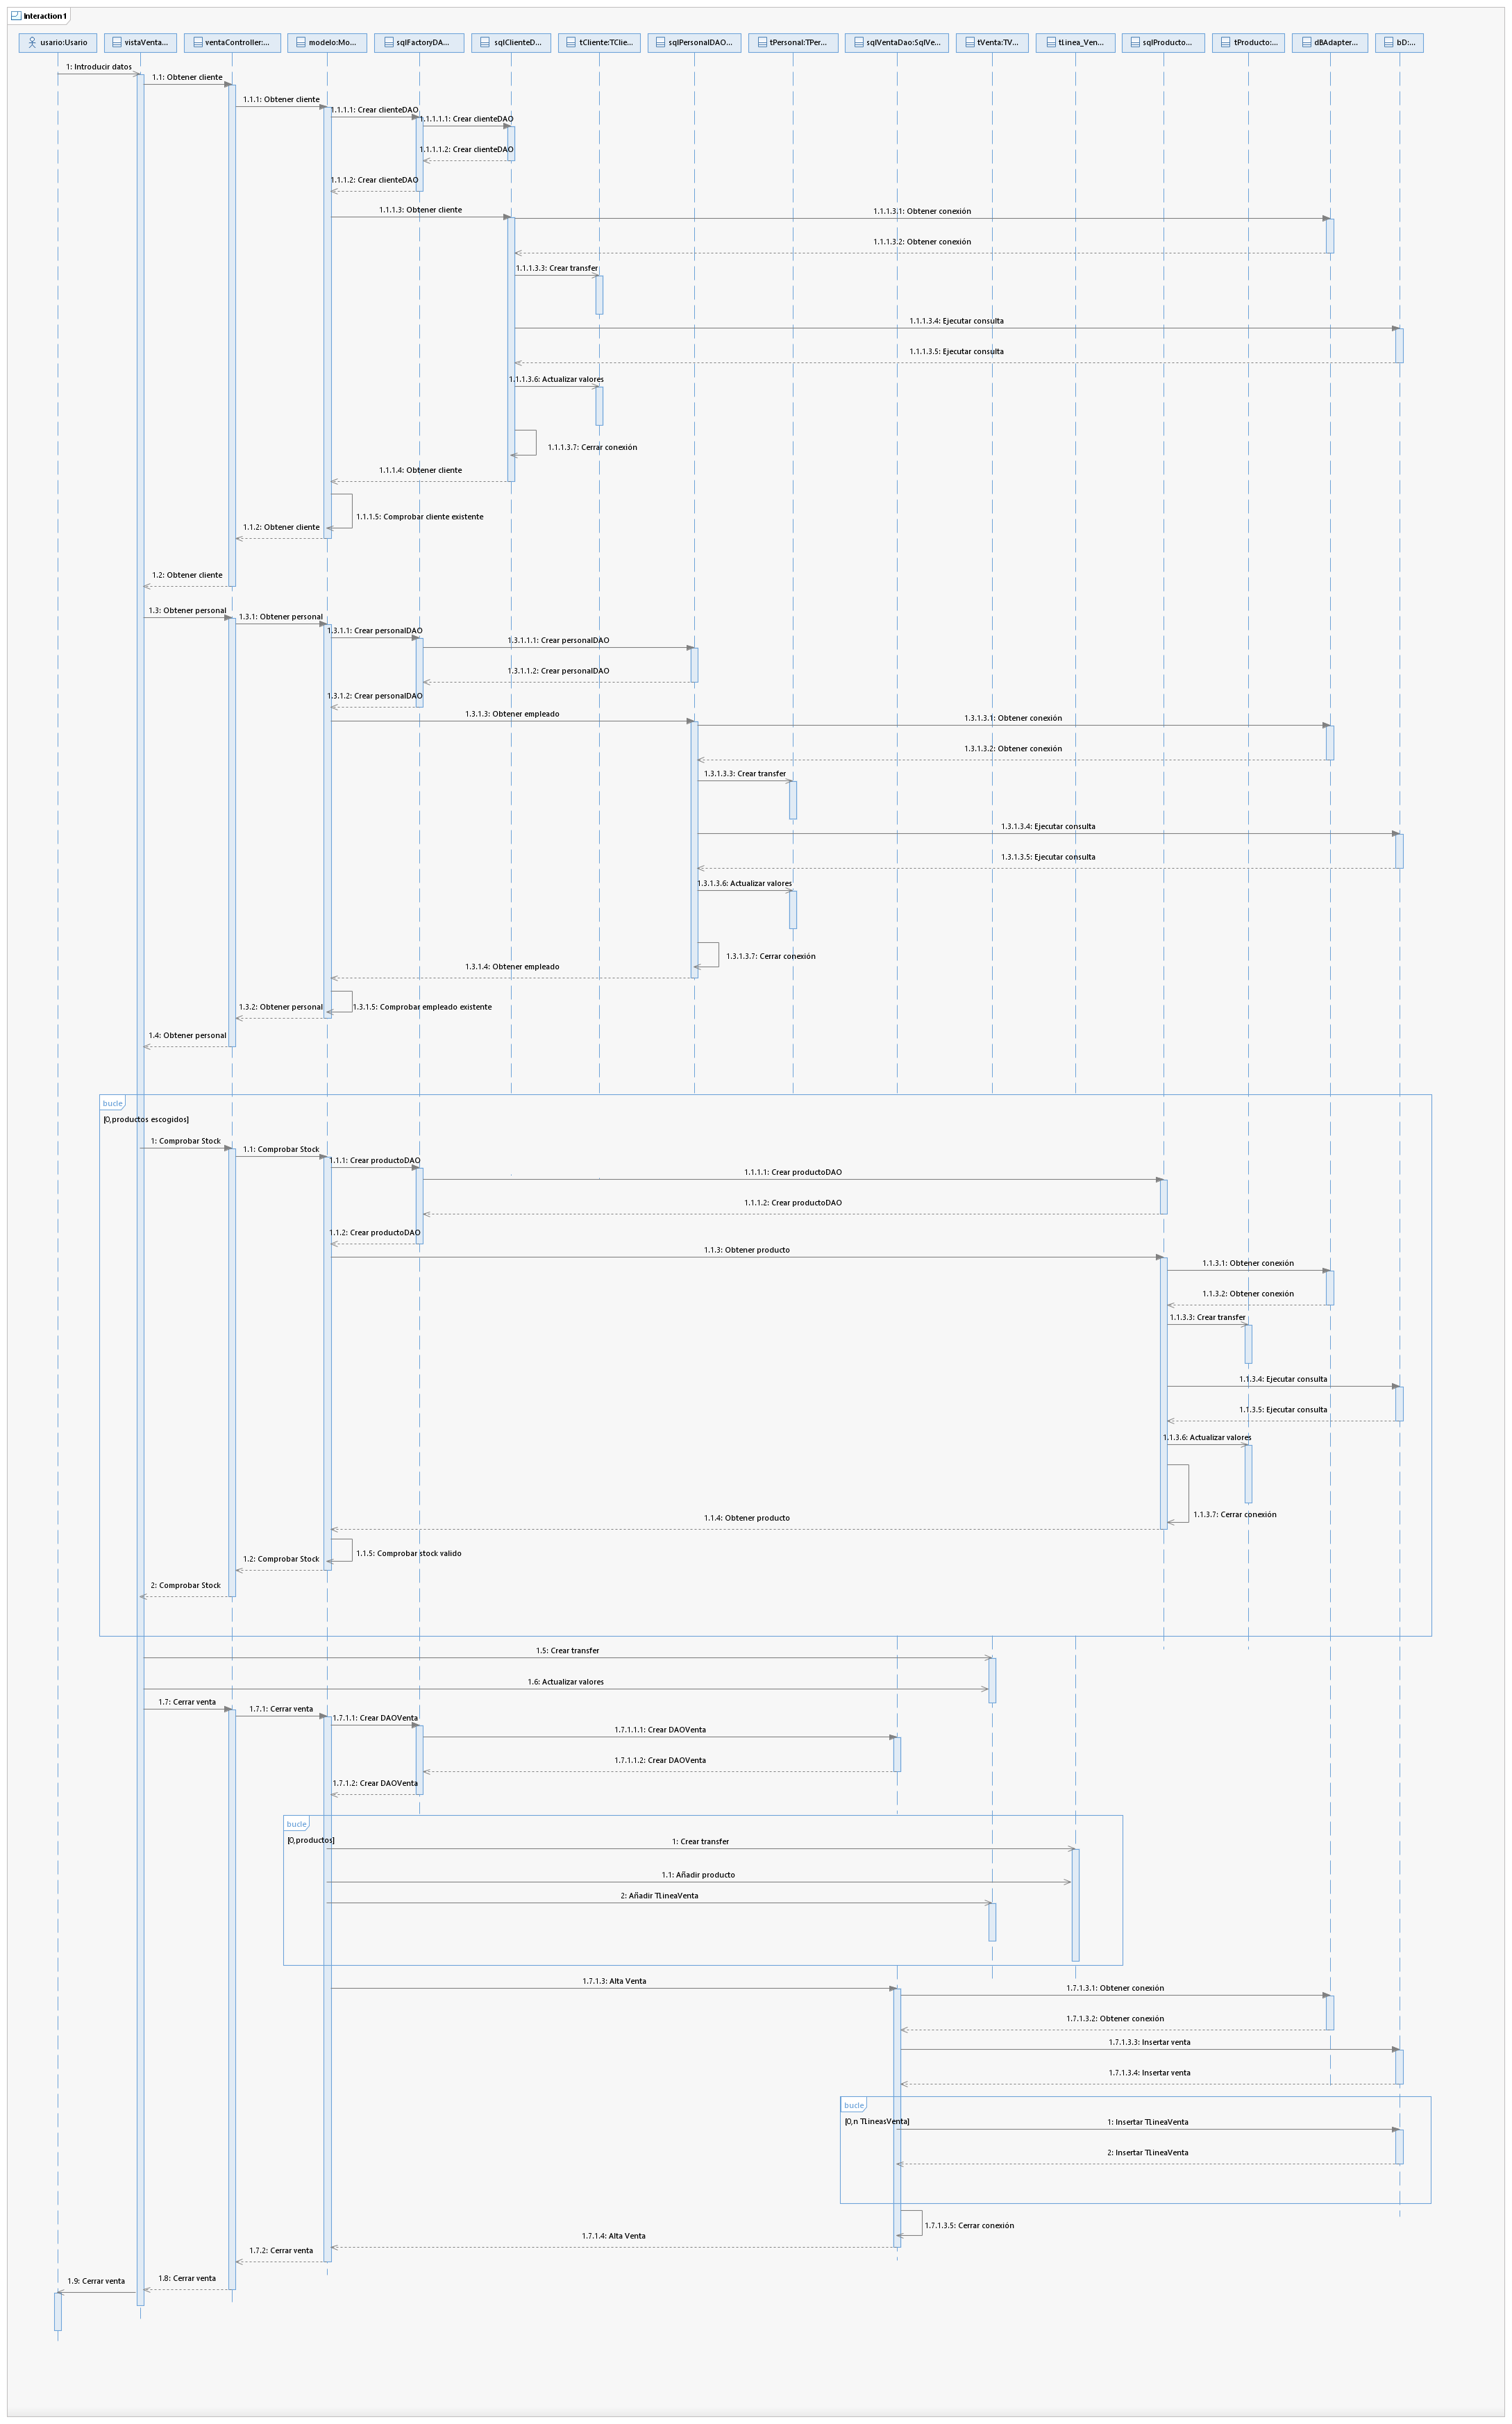 Interaction1
usario:Usario
vistaVenta...
ventaController:...
modelo:Mo...
sqlFactoryDA...
sqlClienteD...
tCliente:TClie...
sqlPersonalDAO...
tPersonal:TPer...
sqlVentaDao:SqlVe...
tVenta:TV...
tLinea_Ven...
sqlProducto...
tProducto:...
dBAdapter...
bD:...
1: Introducir datos
1.1: Obtener cliente
1.1.1: Obtener cliente
1.1.1.1: Crear clienteDAO
1.1.1.1.1: Crear clienteDAO
1.1.1.1.2: Crear clienteDAO
1.1.1.2: Crear clienteDAO
1.1.1.3: Obtener cliente
1.1.1.3.1: Obtener conexión
1.1.1.3.2: Obtener conexión
1.1.1.3.3: Crear transfer
1.1.1.3.4: Ejecutar consulta
1.1.1.3.5: Ejecutar consulta
1.1.1.3.6: Actualizar valores
1.1.1.3.7: Cerrar conexión
1.1.1.4: Obtener cliente
1.1.1.5: Comprobar cliente existente
1.1.2: Obtener cliente
1.2: Obtener cliente
1.3: Obtener personal
1.3.1: Obtener personal
1.3.1.1: Crear personalDAO
1.3.1.1.1: Crear personalDAO
1.3.1.1.2: Crear personalDAO
1.3.1.2: Crear personalDAO
1.3.1.3: Obtener empleado
1.3.1.3.1: Obtener conexión
1.3.1.3.2: Obtener conexión
1.3.1.3.3: Crear transfer
1.3.1.3.4: Ejecutar consulta
1.3.1.3.5: Ejecutar consulta
1.3.1.3.6: Actualizar valores
1.3.1.3.7: Cerrar conexión
1.3.1.4: Obtener empleado
1.3.1.5: Comprobar empleado existente
1.3.2: Obtener personal
1.4: Obtener personal
bucle
[0,productos escogidos]
1: Comprobar Stock
1.1: Comprobar Stock
1.1.1: Crear productoDAO
1.1.1.1: Crear productoDAO
1.1.1.2: Crear productoDAO
1.1.2: Crear productoDAO
1.1.3: Obtener producto
1.1.3.1: Obtener conexión
1.1.3.2: Obtener conexión
1.1.3.3: Crear transfer
1.1.3.4: Ejecutar consulta
1.1.3.5: Ejecutar consulta
1.1.3.6: Actualizar valores
1.1.3.7: Cerrar conexión
1.1.4: Obtener producto
1.1.5: Comprobar stock valido
1.2: Comprobar Stock
2: Comprobar Stock
1.5: Crear transfer
1.6: Actualizar valores
1.7: Cerrar venta
1.7.1: Cerrar venta
1.7.1.1: Crear DAOVenta
1.7.1.1.1: Crear DAOVenta
1.7.1.1.2: Crear DAOVenta
1.7.1.2: Crear DAOVenta
bucle
[0,productos]
1: Crear transfer
1.1: Añadir producto
2: Añadir TLineaVenta
1.7.1.3: Alta Venta
1.7.1.3.1: Obtener conexión
1.7.1.3.2: Obtener conexión
1.7.1.3.3: Insertar venta
1.7.1.3.4: Insertar venta
bucle
[0,n TLineasVenta]
1: Insertar TLineaVenta
2: Insertar TLineaVenta
1.7.1.3.5: Cerrar conexión
1.7.1.4: Alta Venta
1.7.2: Cerrar venta
1.8: Cerrar venta
1.9: Cerrar venta